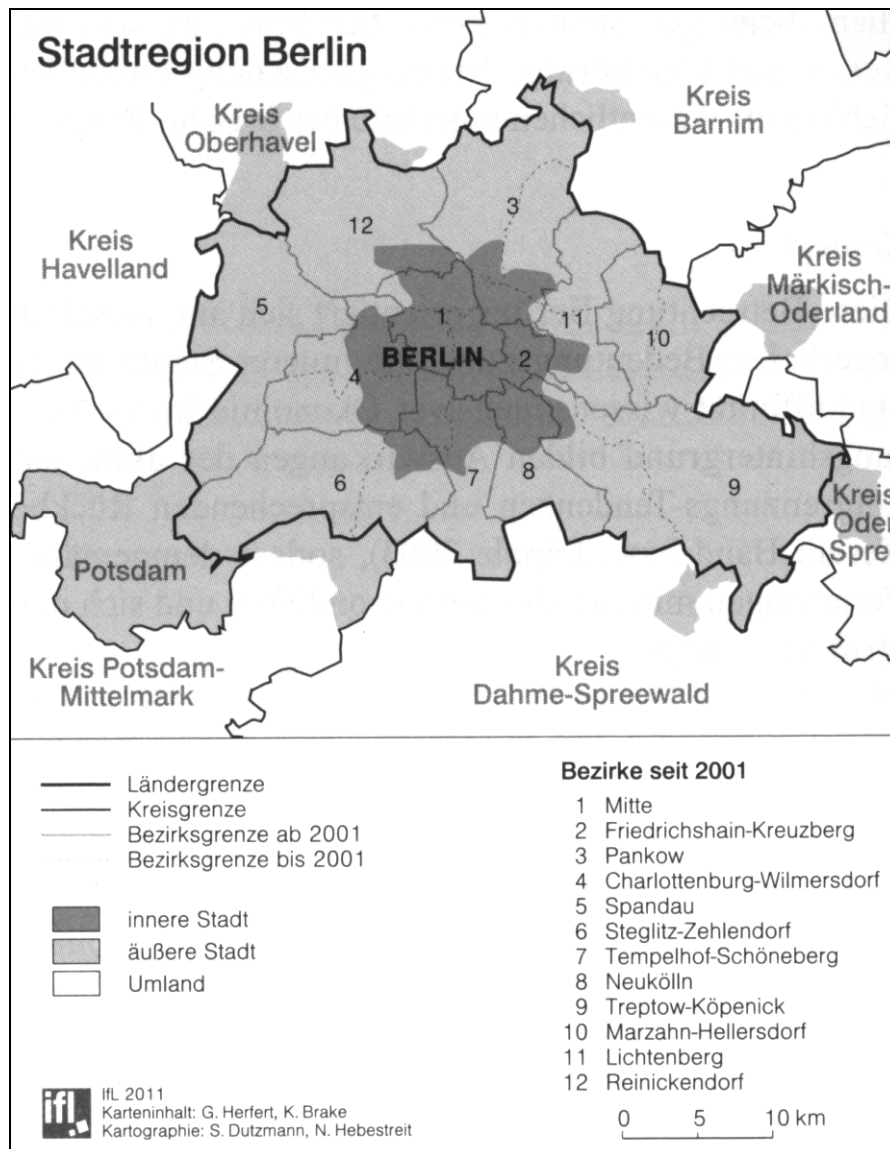 Stadtregion Berlin
Kreis
Oberhavel
Kreis
Barnim
Kreis
Havelland
Kreis
Märkisch-
Oderland
12
3
5
11
10
1
BERLIN
2
4
6
7
8
9
Kreis
Oder
Spree
Potsdam
Kreis Potsdam-
Mittelmark
Kreis
Dahme-Spreewald
Ländergrenze
Kreisgrenze
Bezirksgrenze ab 2001
Bezirksgrenze bis 2001
innere Stadt
äußere Stadt
Umland
Bezirke seit 2001
1 Mitte
2 Friedrichshain-Kreuzberg
3 Pankow
4 Charlottenburg-Wilmersdorf
5 Spandau
6 Steglitz-Zehlendorf
7 Tempelhof-Schöneberg
8 Neukölln
9 Treptow-Köpenick
10 Marzahn-Hellersdorf
11 Lichtenberg
12 Reinickendorf
ifl
IfL 2011
Karteninhalt: G. Herfert, K. Brake
Kartographie: S. Dutzmann, N. Hebestreit
0 5 10 km